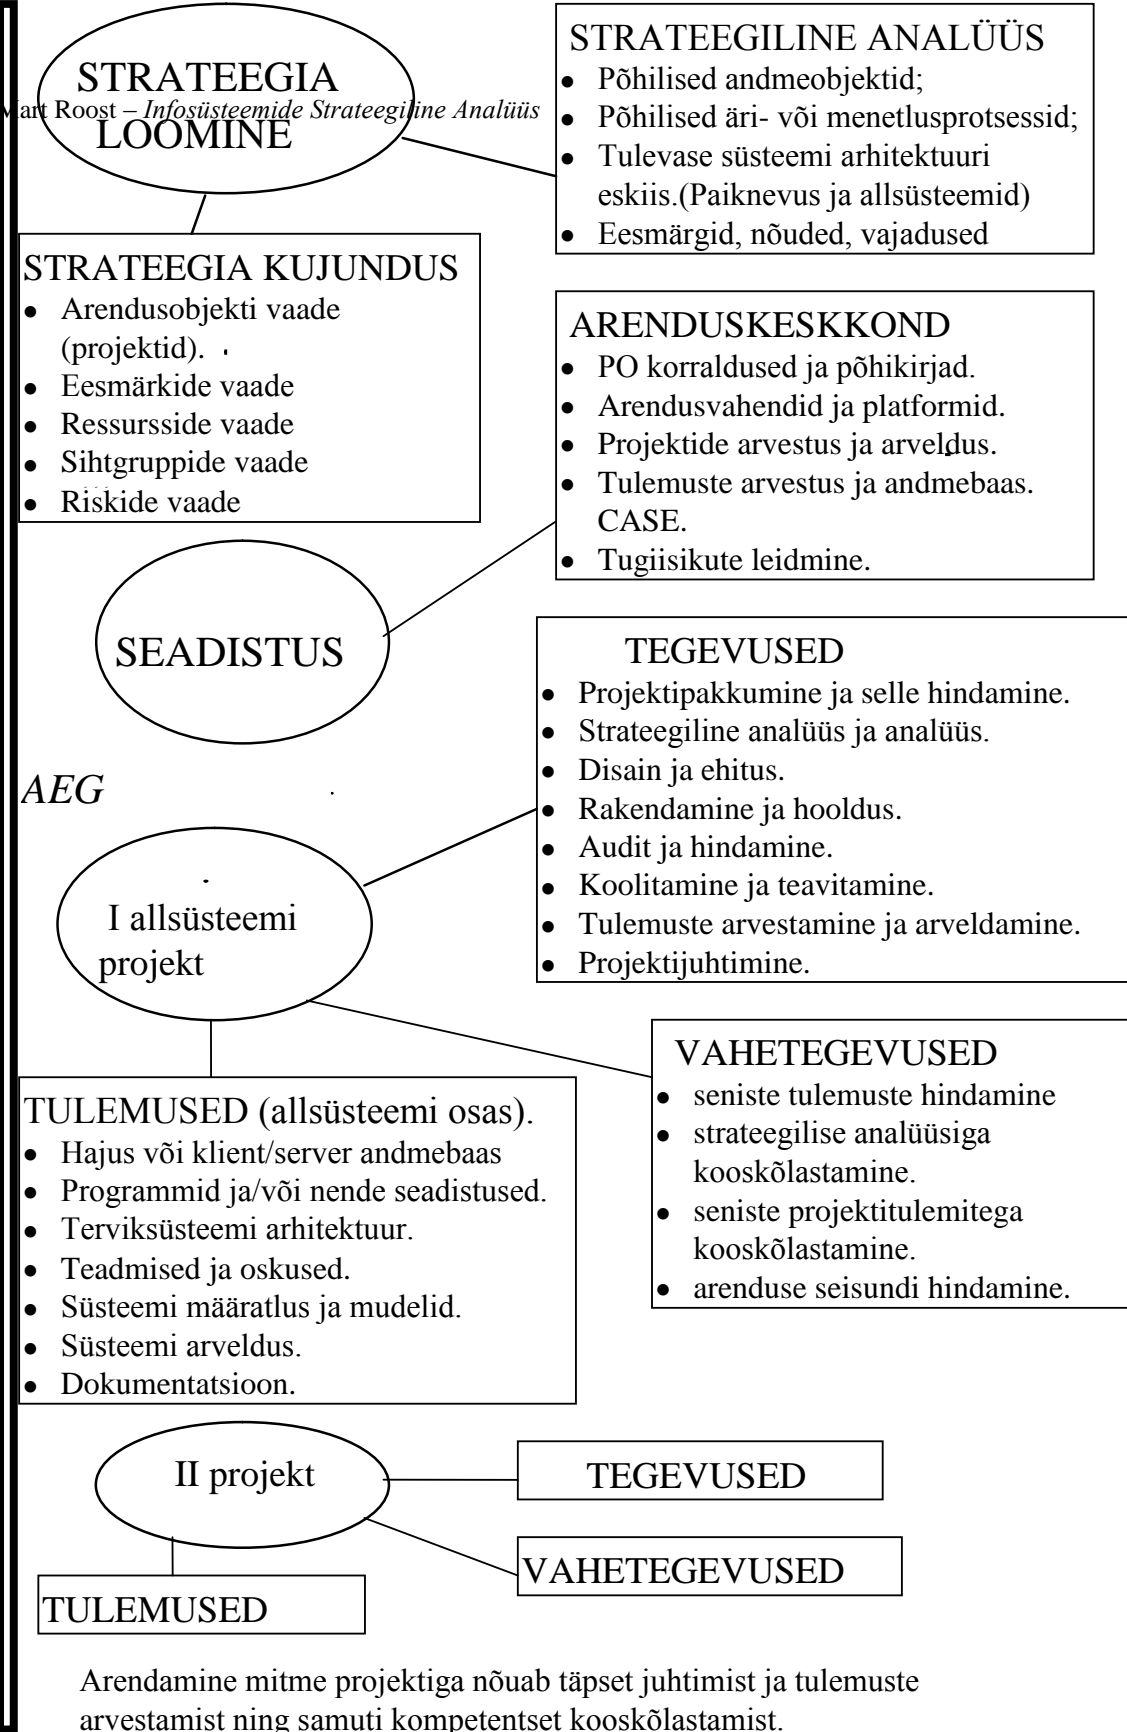 STRATEEGIA
Mart Roost – Infosüsteemide Strateegiline Analüüs
LOOMINE
STRATEEGILINE ANALÜÜS
• Põhilised andmeobjektid;
• Põhilised äri- või menetlusprotsessid;
• Tulevase süsteemi arhitektuuri
eskiis.(Paiknevus ja allsüsteemid)
• Eesmärgid, nõuded, vajadused
STRATEEGIA KUJUNDUS
• Arendusobjekti vaade
(projektid).
• Eesmärkide vaade
• Ressursside vaade
• Sihtgruppide vaade
• Riskide vaade
ARENDUSKESKKOND
• PO korraldused ja põhikirjad.
• Arendusvahendid ja platformid.
• Projektide arvestus ja arveldus.
• Tulemuste arvestus ja andmebaas.
CASE.
• Tugiisikute leidmine.
SEADISTUS
TEGEVUSED
• Projektipakkumine ja selle hindamine.
• Strateegiline analüüs ja analüüs.
• Disain ja ehitus.
• Rakendamine ja hooldus.
• Audit ja hindamine.
• Koolitamine ja teavitamine.
• Tulemuste arvestamine ja arveldamine.
• Projektijuhtimine.
AEG
I allsüsteemi
projekt
VAHETEGEVUSED
• seniste tulemuste hindamine
• strateegilise analüüsiga
kooskõlastamine.
• seniste projektitulemitega
kooskõlastamine.
• arenduse seisundi hindamine.
TULEMUSED (allsüsteemi osas).
• Hajus või klient/server andmebaas
• Programmid ja/või nende seadistused.
• Terviksüsteemi arhitektuur.
• Teadmised ja oskused.
• Süsteemi määratlus ja mudelid.
• Süsteemi arveldus.
• Dokumentatsioon.
II projekt
TEGEVUSED
VAHETEGEVUSED
TULEMUSED
Arendamine mitme projektiga nõuab täpset juhtimist ja tulemuste
arvestamist ning samuti kompetentset kooskõlastamist.